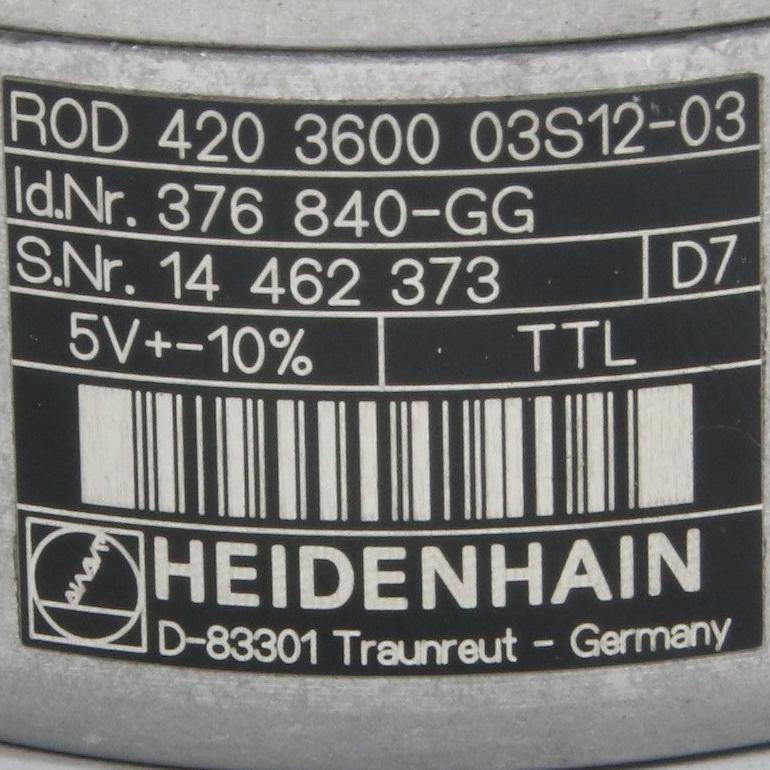 ROD 420 3600 03S12-03
Id.Nr. 376 840-GG
S.Nr. 14 462 373 D7
5V+-10% TTL
HEIDENHAIN
D-83301 Traunreut - Germany